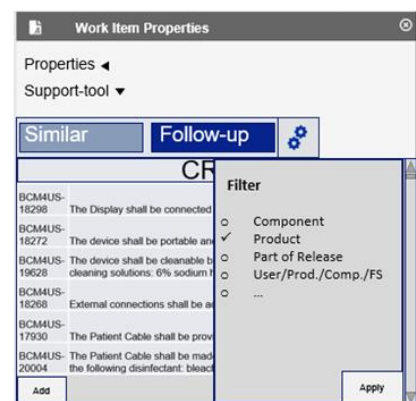 Work Item Properties
Properties
Support-tool
Similar Follow-up
CR
Filter
Component
Product
Part of Release
User/Prod./Comp./FS
...
BCM4US-
18298 The Display shall be connected
BCM4US-
18272 The device shall be portable an
BCM4US- The device shall be cleanable b
19628 cleaning solutions: 6% sodium
BCM4US-
18268 External connections shall be a
BCM4US-
17930 The Patient Cable shall be prov
BCM4US- The Patient Cable shall be mad
20004 the following disinfectant: bleac
Add
Apply